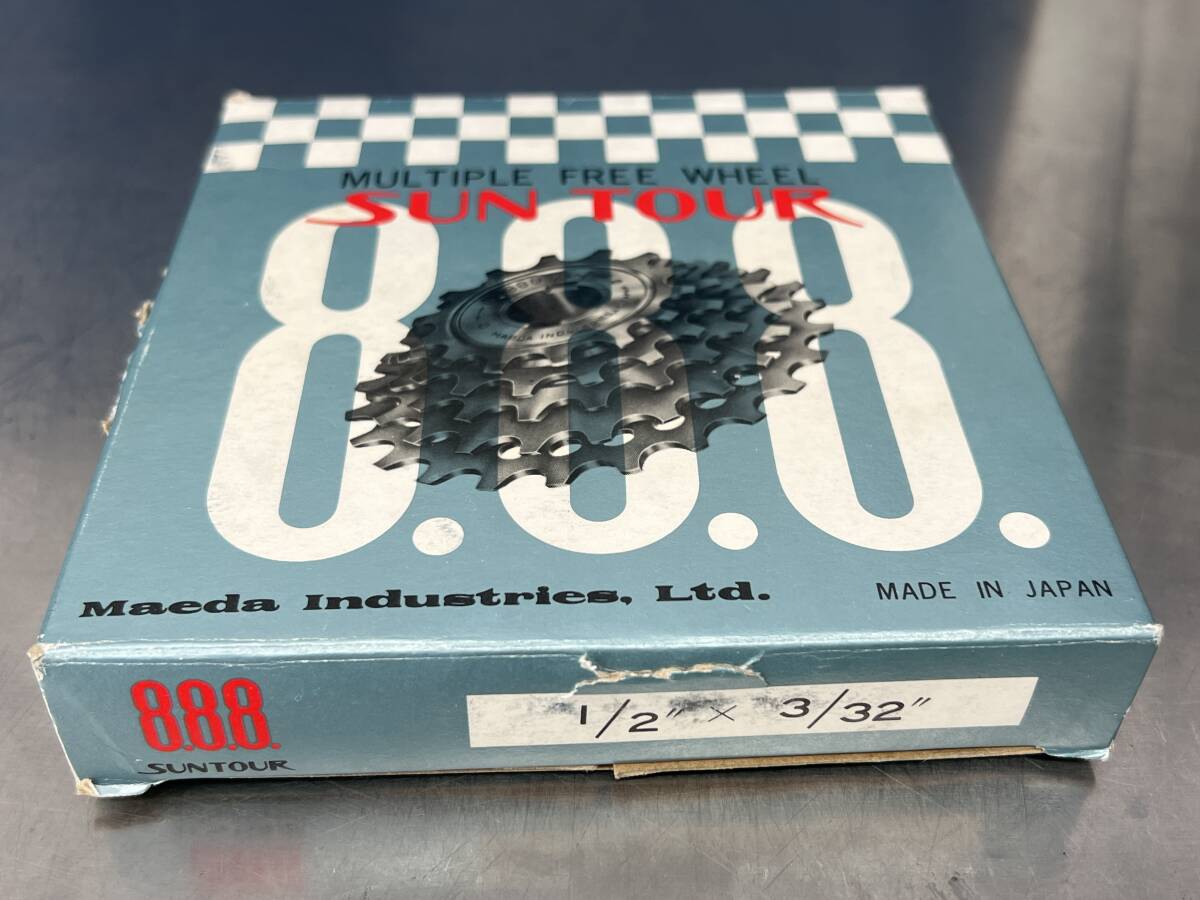 MULTIPLE FREE WHEEL
SUN TOUR
8.8.8.
Maeda Industries, Ltd.
MADE IN JAPAN
8.8.8.
SUNTOUR
1/2" × 3/32"